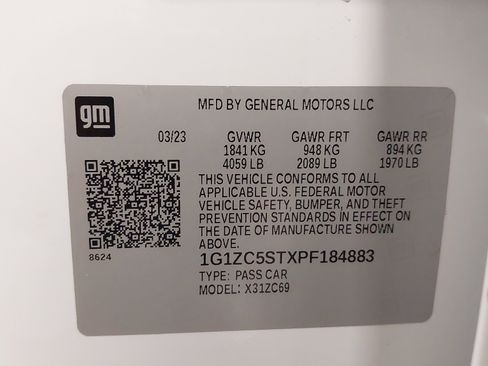 gm
MFD BY GENERAL MOTORS LLC
03/23 GVWR GAWR FRT GAWR RR
1841 KG 948 KG 894 KG
4059 LB 2089 LB 1970 LB
THIS VEHICLE CONFORMS TO ALL
APPLICABLE U.S. FEDERAL MOTOR
VEHICLE SAFETY, BUMPER, AND THEFT
PREVENTION STANDARDS IN EFFECT ON
THE DATE OF MANUFACTURE SHOWN
ABOVE.
8624
1G1ZC5STXPF184883
TYPE: PASS CAR
MODEL: X31ZC69